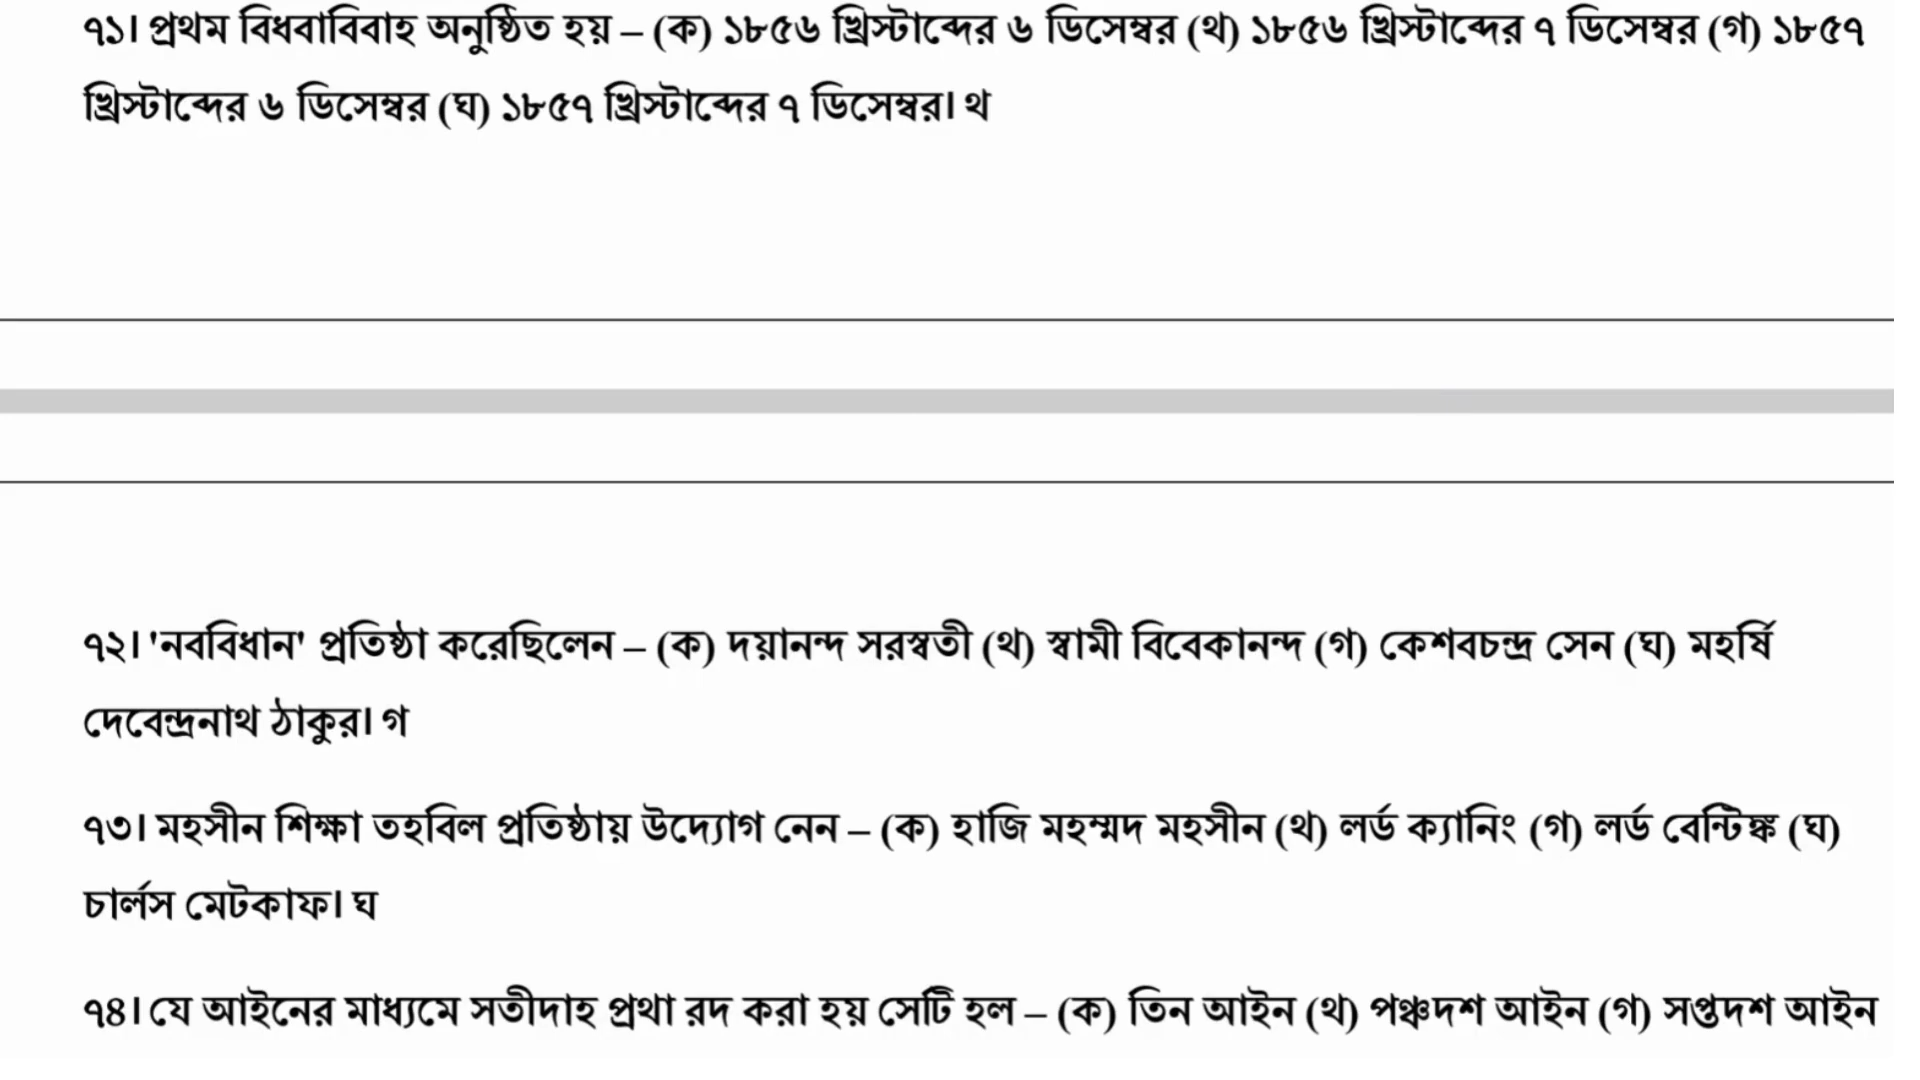 ৭১। প্রথম বিধবাবিবাহ অনুষ্ঠিত হয় – (ক) ১৮৫৬ খ্রিস্টাব্দের ৬ ডিসেম্বর (খ) ১৮৫৬ খ্রিস্টাব্দের ৭ ডিসেম্বর (গ) ১৮৫৭
খ্রিস্টাব্দের ৬ ডিসেম্বর (ঘ) ১৮৫৭ খ্রিস্টাব্দের ৭ ডিসেম্বর। খ
৭২। 'নববিধান' প্রতিষ্ঠা করেছিলেন – (ক) দয়ানন্দ সরস্বতী (খ) স্বামী বিবেকানন্দ (গ) কেশবচন্দ্র সেন (ঘ) মহর্ষি
দেবেন্দ্রনাথ ঠাকুর। গ
৭৩। মহসীন শিক্ষা তহবিল প্রতিষ্ঠায় উদ্যোগ নেন – (ক) হাজি মহম্মদ মহসীন (খ) লর্ড ক্যানিং (গ) লর্ড বেন্টিঙ্ক (ঘ)
চার্লস মেটকাফ। ঘ
৭৪। যে আইনের মাধ্যমে সতীদাহ প্রথা রদ করা হয় সেটি হল – (ক) তিন আইন (খ) পঞ্চদশ আইন (গ) সপ্তদশ আইন